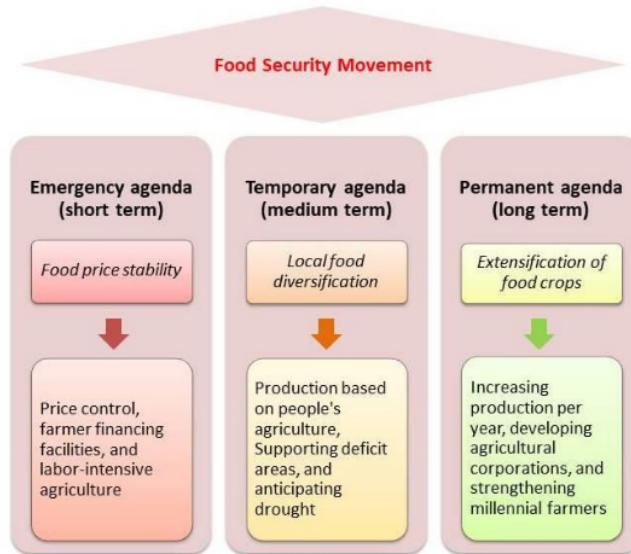 Food Security Movement
Emergency agenda
(short term)
Food price stability
Price control,
farmer financing
facilities, and
labor-intensive
agriculture
Temporary agenda
(medium term)
Local food
diversification
Production based
on people's
agriculture,
Supporting deficit
areas, and
anticipating
drought
Permanent agenda
(long term)
Extensification of
food crops
Increasing
production per
year, developing
agricultural
corporations, and
strengthening
millennial farmers